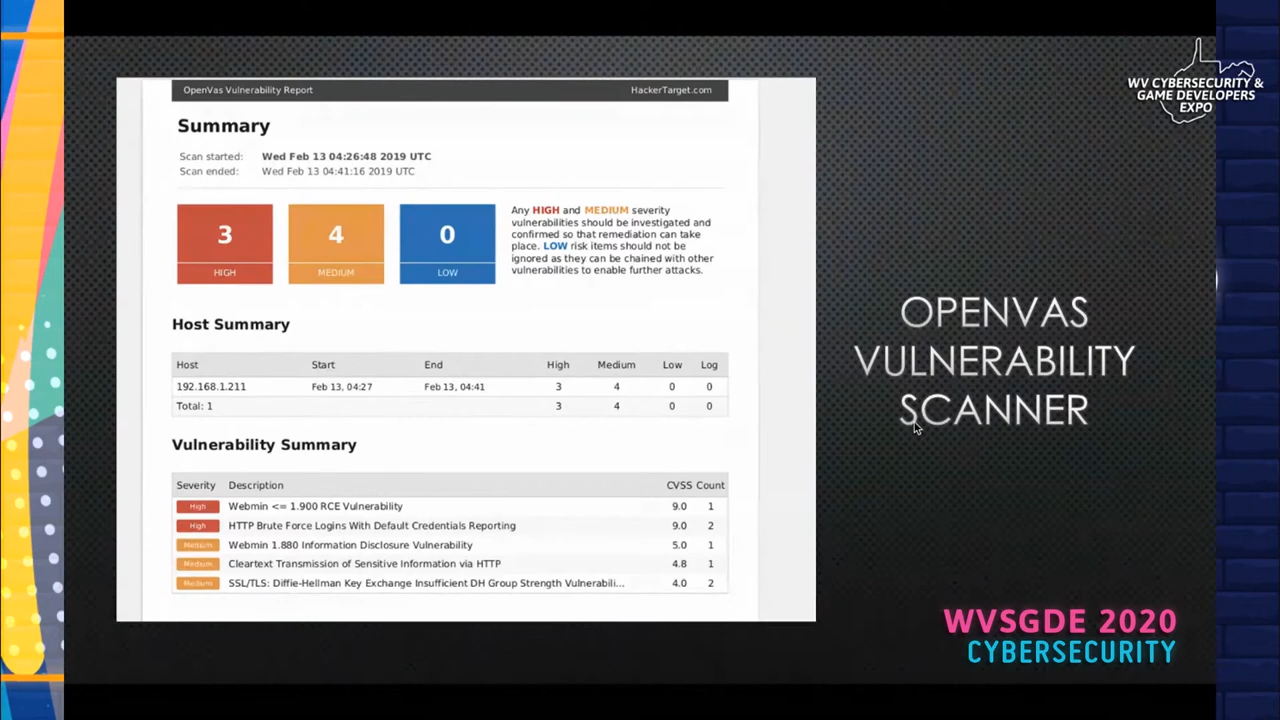 OpenVas Vulnerability Report HackerTarget.com
Summary
Scan started: Wed Feb 13 04:26:48 2019 UTC
Scan ended: Wed Feb 13 04:41:16 2019 UTC
3
HIGH
4
MEDIUM
0
LOW
Any HIGH and MEDIUM severity
vulnerabilities should be investigated and
confirmed so that remediation can take
place. LOW risk items should not be
ignored as they can be chained with other
vulnerabilities to enable further attacks.
Host Summary
Host Start End High Medium Low Log
192.168.1.211 Feb 13, 04:27 Feb 13, 04:41 3 4 0 0
Total: 1 3 4 0 0
Vulnerability Summary
Severity Description CVSS Count
High Webmin <= 1.900 RCE Vulnerability 9.0 1
High HTTP Brute Force Logins With Default Credentials Reporting 9.0 2
Medium Webmin 1.880 Information Disclosure Vulnerability 5.0 1
Medium Cleartext Transmission of Sensitive Information via HTTP 4.8 1
Medium SSL/TLS: Diffie-Hellman Key Exchange Insufficient DH Group Strength Vulnerabili... 4.0 2
OPENVAS
VULNERABILITY
SCANNER
WV CYBERSECURITY &
GAME DEVELOPERS
EXPO
WVSGDE 2020
CYBERSECURITY